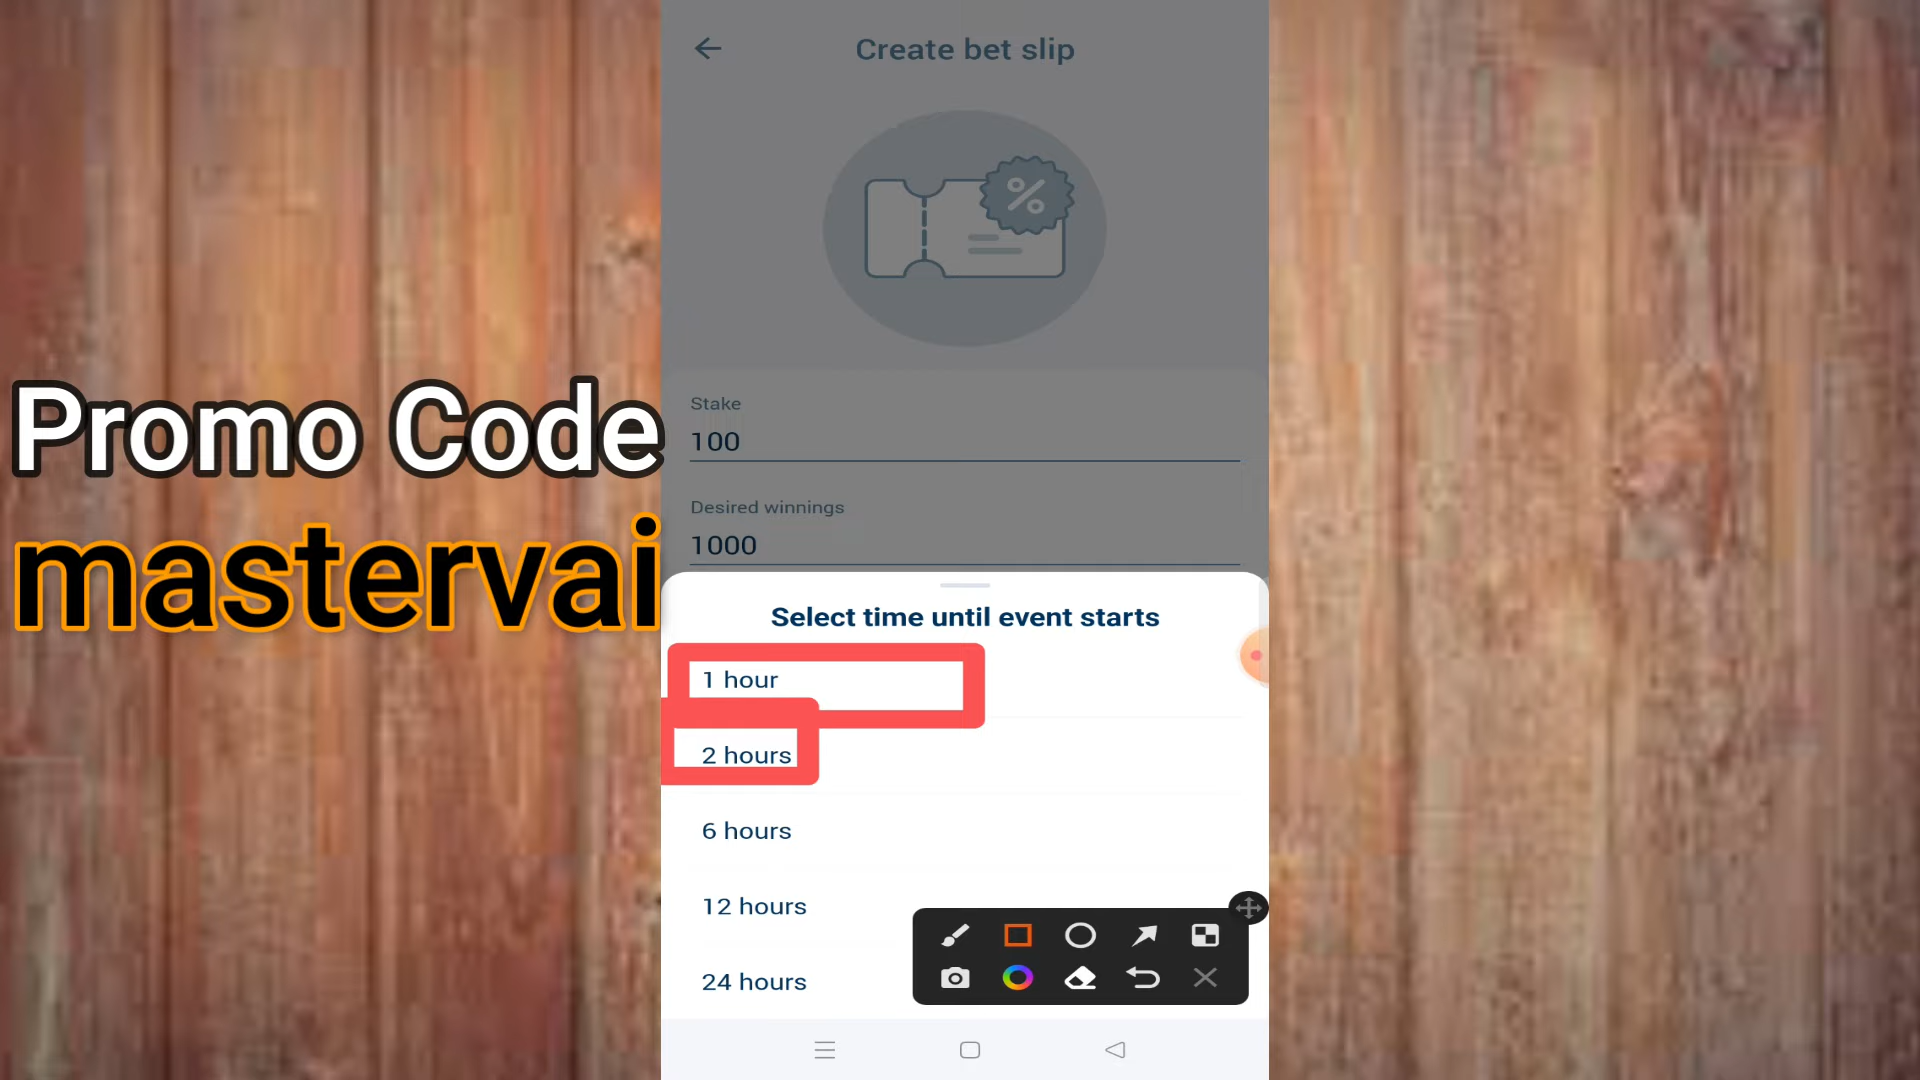 Promo Code
mastervai
Create bet slip
%
Stake
100
Desired winnings
1000
Select time until event starts
1 hour
2 hours
6 hours
12 hours
24 hours